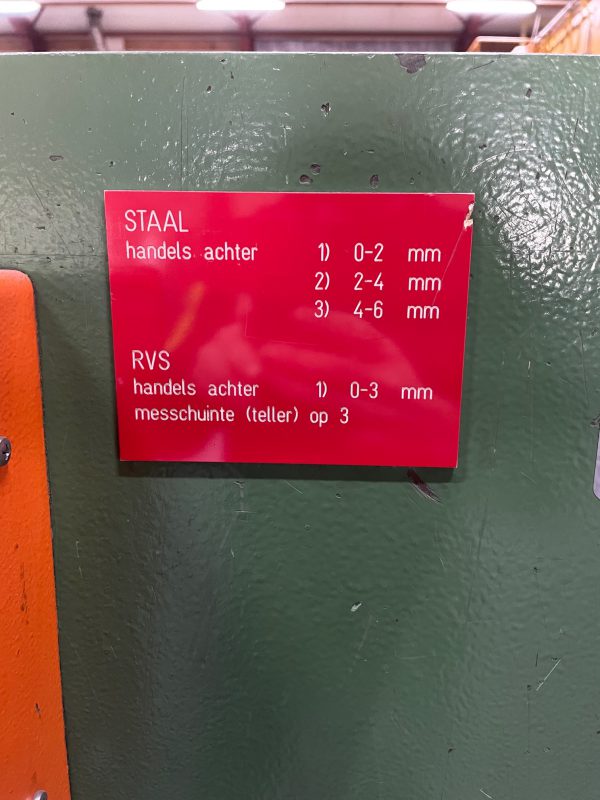 STAAL
handels achter 1) 0-2 mm
2) 2-4 mm
3) 4-6 mm
RVS
handels achter 1) 0-3 mm
messchuinte (teller) op 3